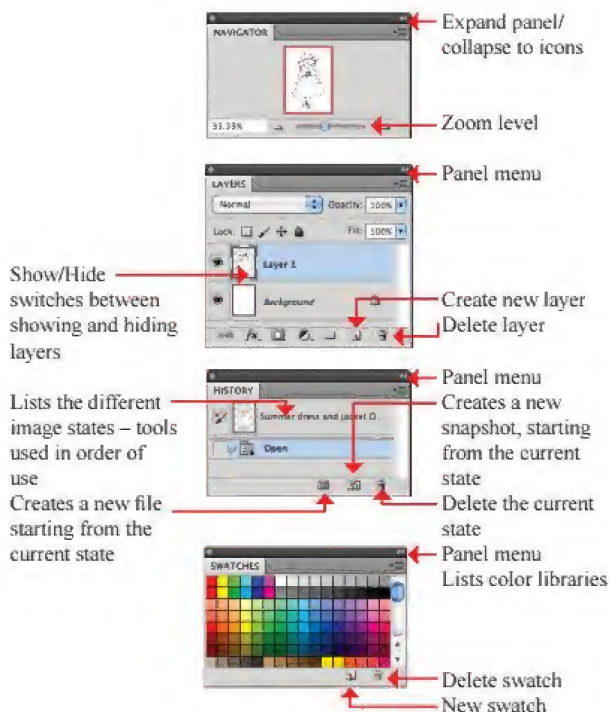 Expand panel/
collapse to icons
NAVIGATOR
33.33%
Zoom level
Panel menu
LAYERS
Normal
Opacity: 100%
Lock:
Fill: 100%
Layer 1
Background
Show/Hide
switches between
showing and hiding
layers
Create new layer
Delete layer
Panel menu
HISTORY
Summer dress and jacket O..
Open
Lists the different
image states – tools
used in order of
use
Creates a new file
starting from the
current state
Creates a new
snapshot, starting
from the current
state
Delete the current
state
Panel menu
Lists color libraries
SWATCHES
Delete swatch
New swatch